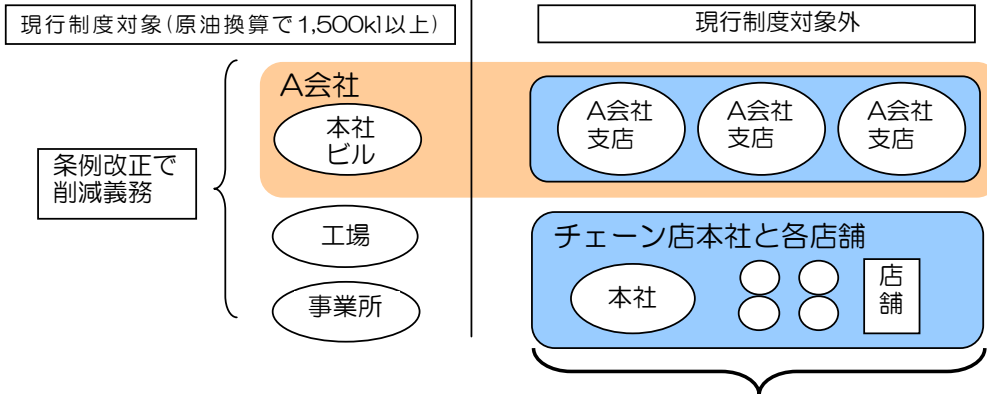 現行制度対象(原油換算で1,500kl以上)
現行制度対象外
A会社
本社
ビル
A会社
支店
A会社
支店
A会社
支店
条例改正で
削減義務
工場
事業所
チェーン店本社と各店舗
本社
店
舗